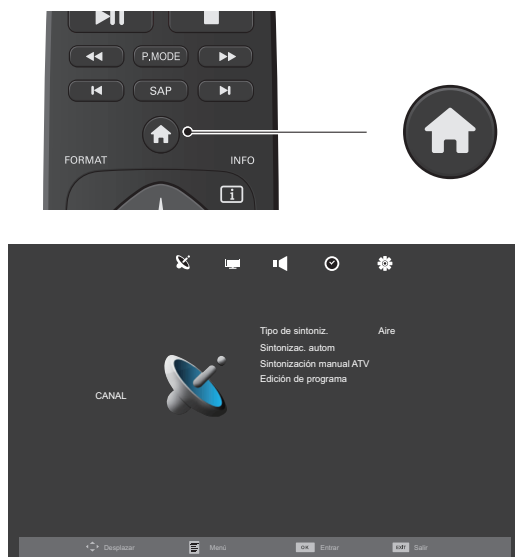 P.MODE
SAP
FORMAT INFO
i
Tipo de sintoniz. Aire
Sintonizac. autom
Sintonización manual ATV
Edición de programa
CANAL
Desplazar Menú OK Entrar EXIT Salir